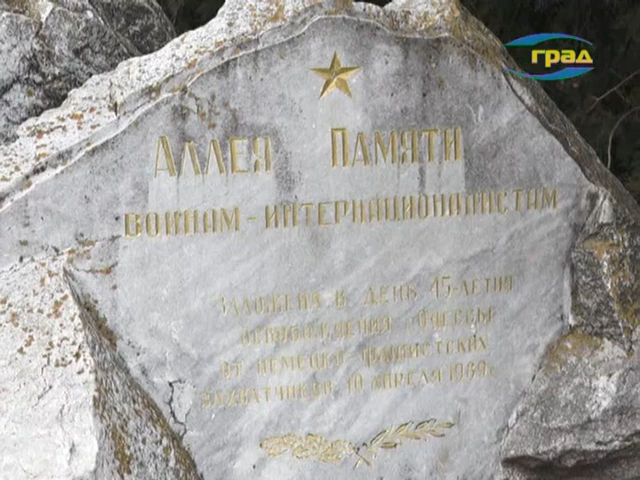 град
Аллея Памяти
воинам-интернационалистам
Заложена в день 45-летия
освобождения Одессы
от немецко-фашистских
захватчиков 10 апреля 1989г.